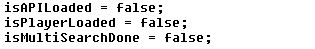 isAPILoaded = false;
isPlayerLoaded = false;
isMultiSearchDone = false;